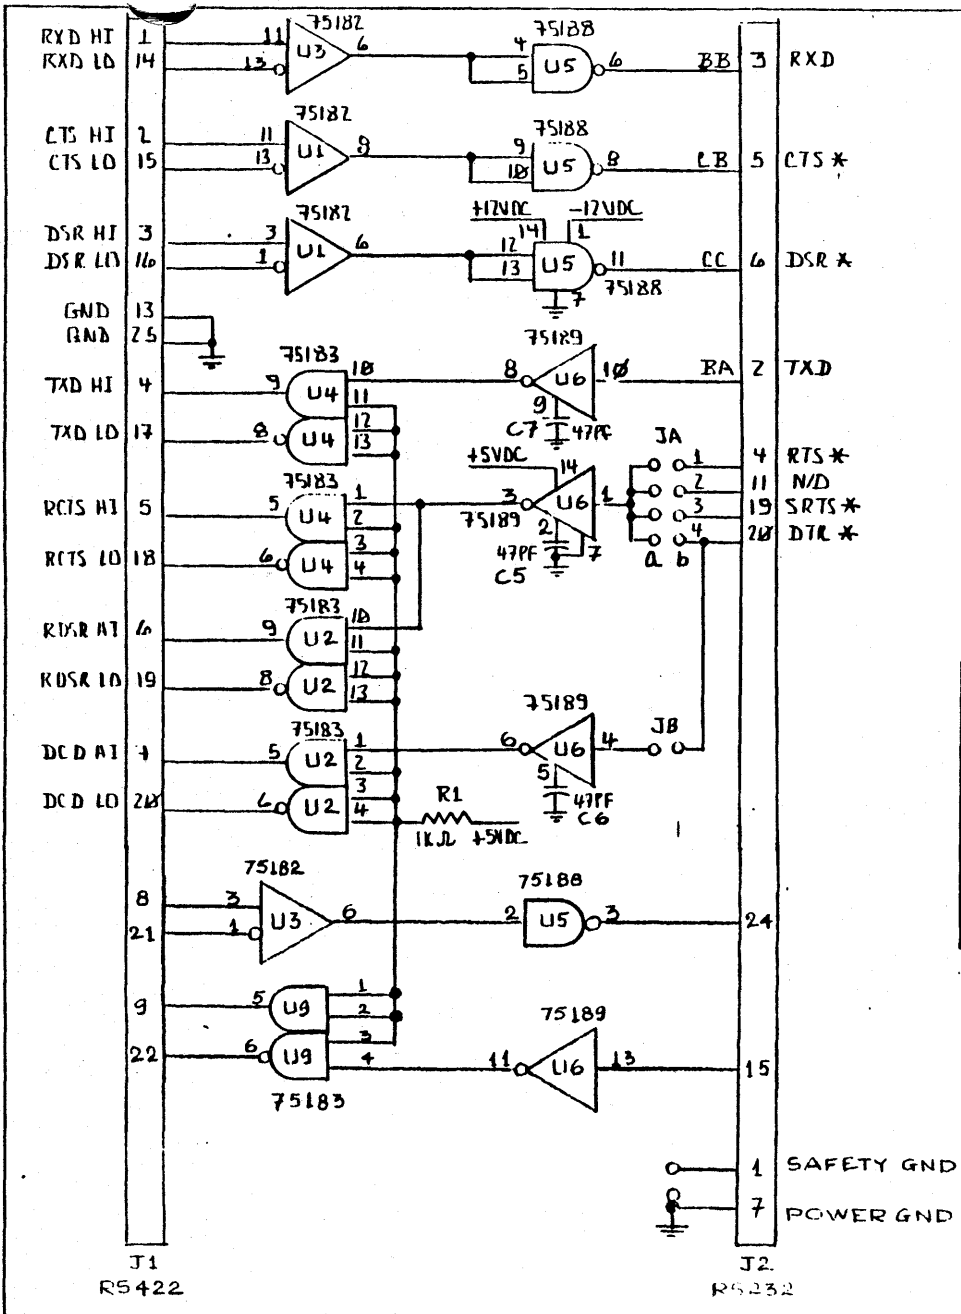 75182 75188
RXD HI 1 11 U3 6 4 U5 6 BB 3 RXD
RXD LO 14 13 5
75182 75188
CTS HI 2 11 U1 9 9 U5 8 CB 5 CTS *
CTS LO 15 13 10
75182 +12VDC -12VDC
14 1
DSR HI 3 3 U1 6 12 U5 11 CC 6 DSR *
DSR LO 16 1 13 75188
7
GND 13
GND 25
75183 75189
TXD HI 4 9 U4 10 8 U6 10 BA 2 TXD
11 9
C7 47PF
TXD LO 17 8 U4 12
13
JA
+5VDC 14 1 4 RTS *
75183 2 11 N/D
RCTS HI 5 5 U4 1 3 U6 1 3 19 SRTS *
2 75189 2 7 4 20 DTR *
RCTS LO 18 6 U4 3 47PF a b
4 C5
75183
RDSR HI 6 9 U2 10
11
RDSR LO 19 8 U2 12
13
75183 75189 JB
DCD HI 7 5 U2 1 6 U6 4
2 5
DCD LO 20 6 U2 3 47PF
4 R1 C6
1KΩ +5VDC
75182 75188
8 3 U3 6 2 U5 3 24
21 1
9 5 U9 1
2 75189
22 6 U9 3
4 11 U6 13 15
75183
1 SAFETY GND
7 POWER GND
J1 J2
RS422 RS232